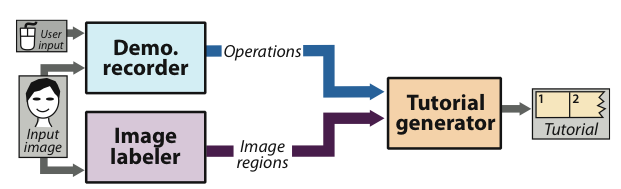 User
input
Demo.
recorder
Operations
Input
image
Image
labeler
Image
regions
Tutorial
generator
1 2
Tutorial